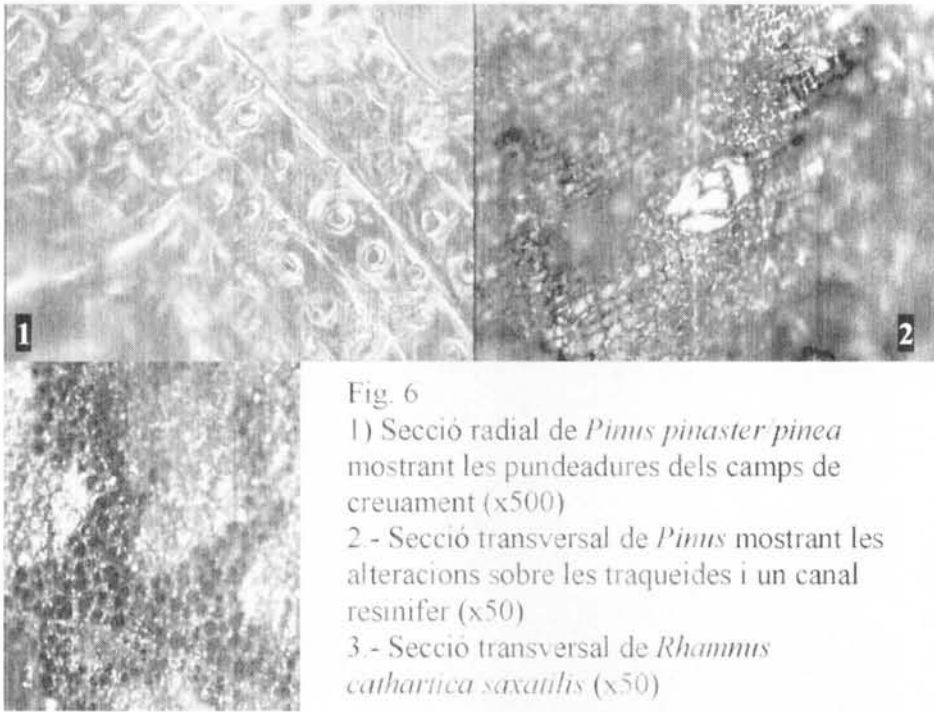 1
2
Fig. 6
1) Secció radial de Pinus pinaster/pinea
mostrant les pundeadures dels camps de
creuament (x500)
2.- Secció transversal de Pinus mostrant les
alteracions sobre les traqueides i un canal
resinifer (x50)
3.- Secció transversal de Rhamnus
cathartica saxatilis (x50)